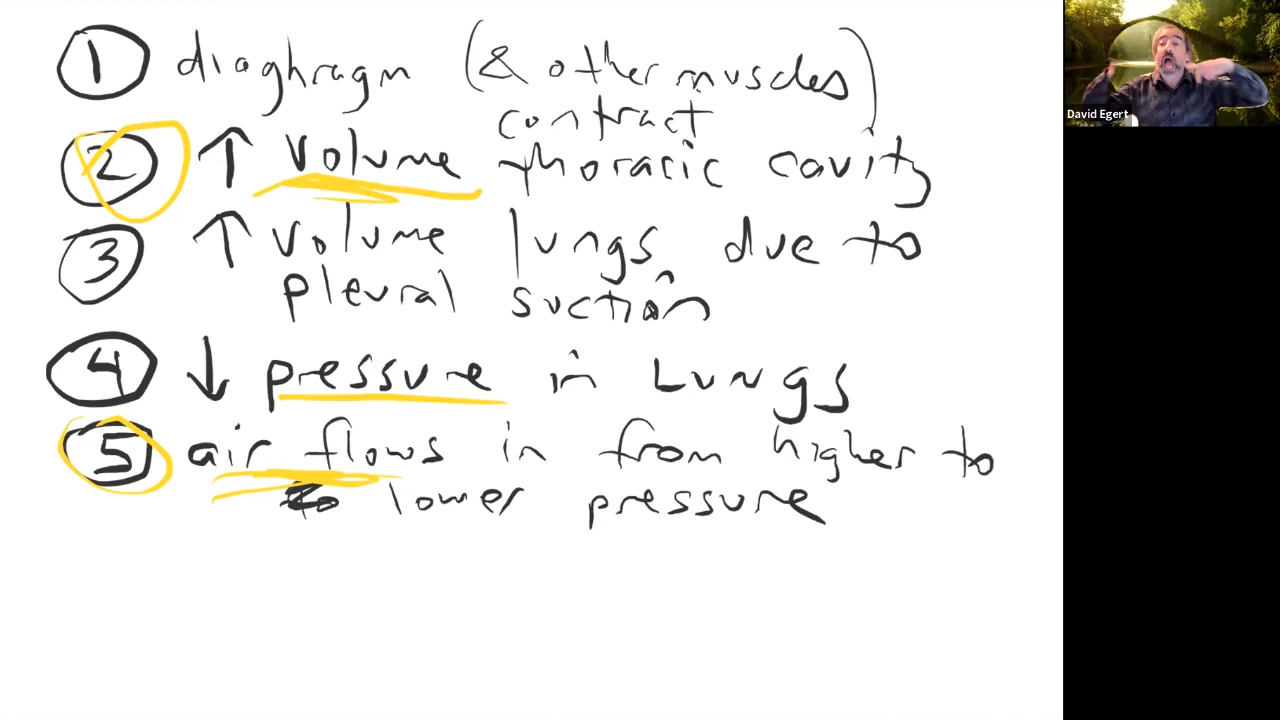 1 diaghragm (& other muscles)
contract
2 ↑ volume thoracic cavity
3 ↑ volume lungs due to
pleural suction
4 ↓ pressure in Lungs
5 air flows in from higher to
lower pressure
David Egert